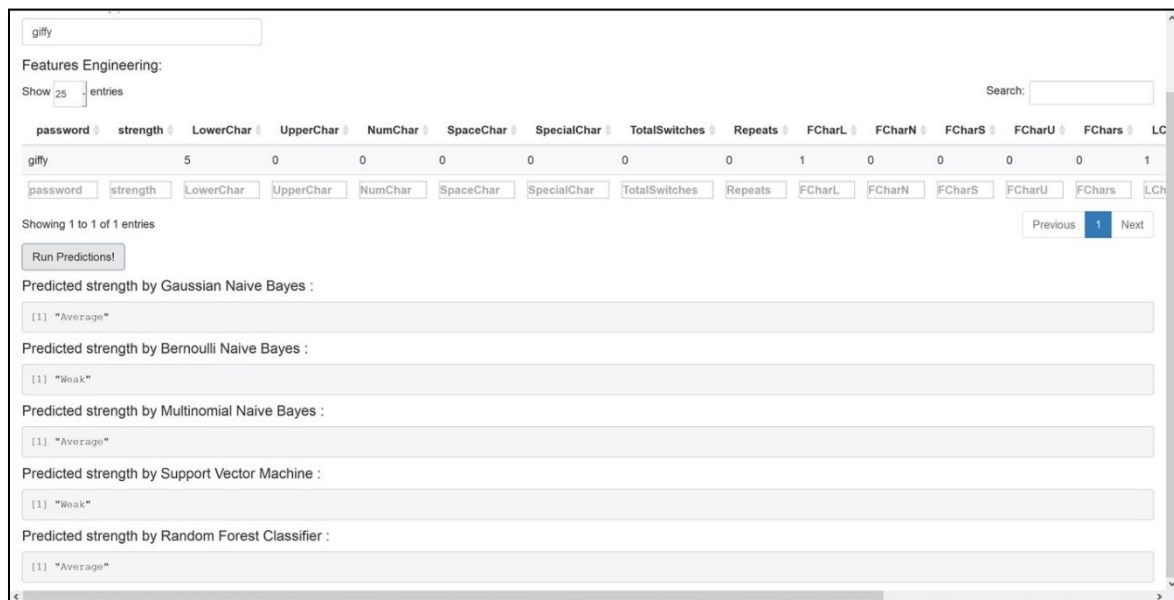 giffy
Features Engineering:
Show 25 entries
Search:
password strength LowerChar UpperChar NumChar SpaceChar SpecialChar TotalSwitches Repeats FCharL FCharN FCharS FCharU FChars LC
giffy 5 0 0 0 0 0 0 1 0 0 0 0 1
password strength LowerChar UpperChar NumChar SpaceChar SpecialChar TotalSwitches Repeats FCharL FCharN FCharS FCharU FChars LCh
Showing 1 to 1 of 1 entries
Previous 1 Next
Run Predictions!
Predicted strength by Gaussian Naive Bayes :
[1] "Average"
Predicted strength by Bernoulli Naive Bayes :
[1] "Weak"
Predicted strength by Multinomial Naive Bayes :
[1] "Average"
Predicted strength by Support Vector Machine :
[1] "Weak"
Predicted strength by Random Forest Classifier :
[1] "Average"